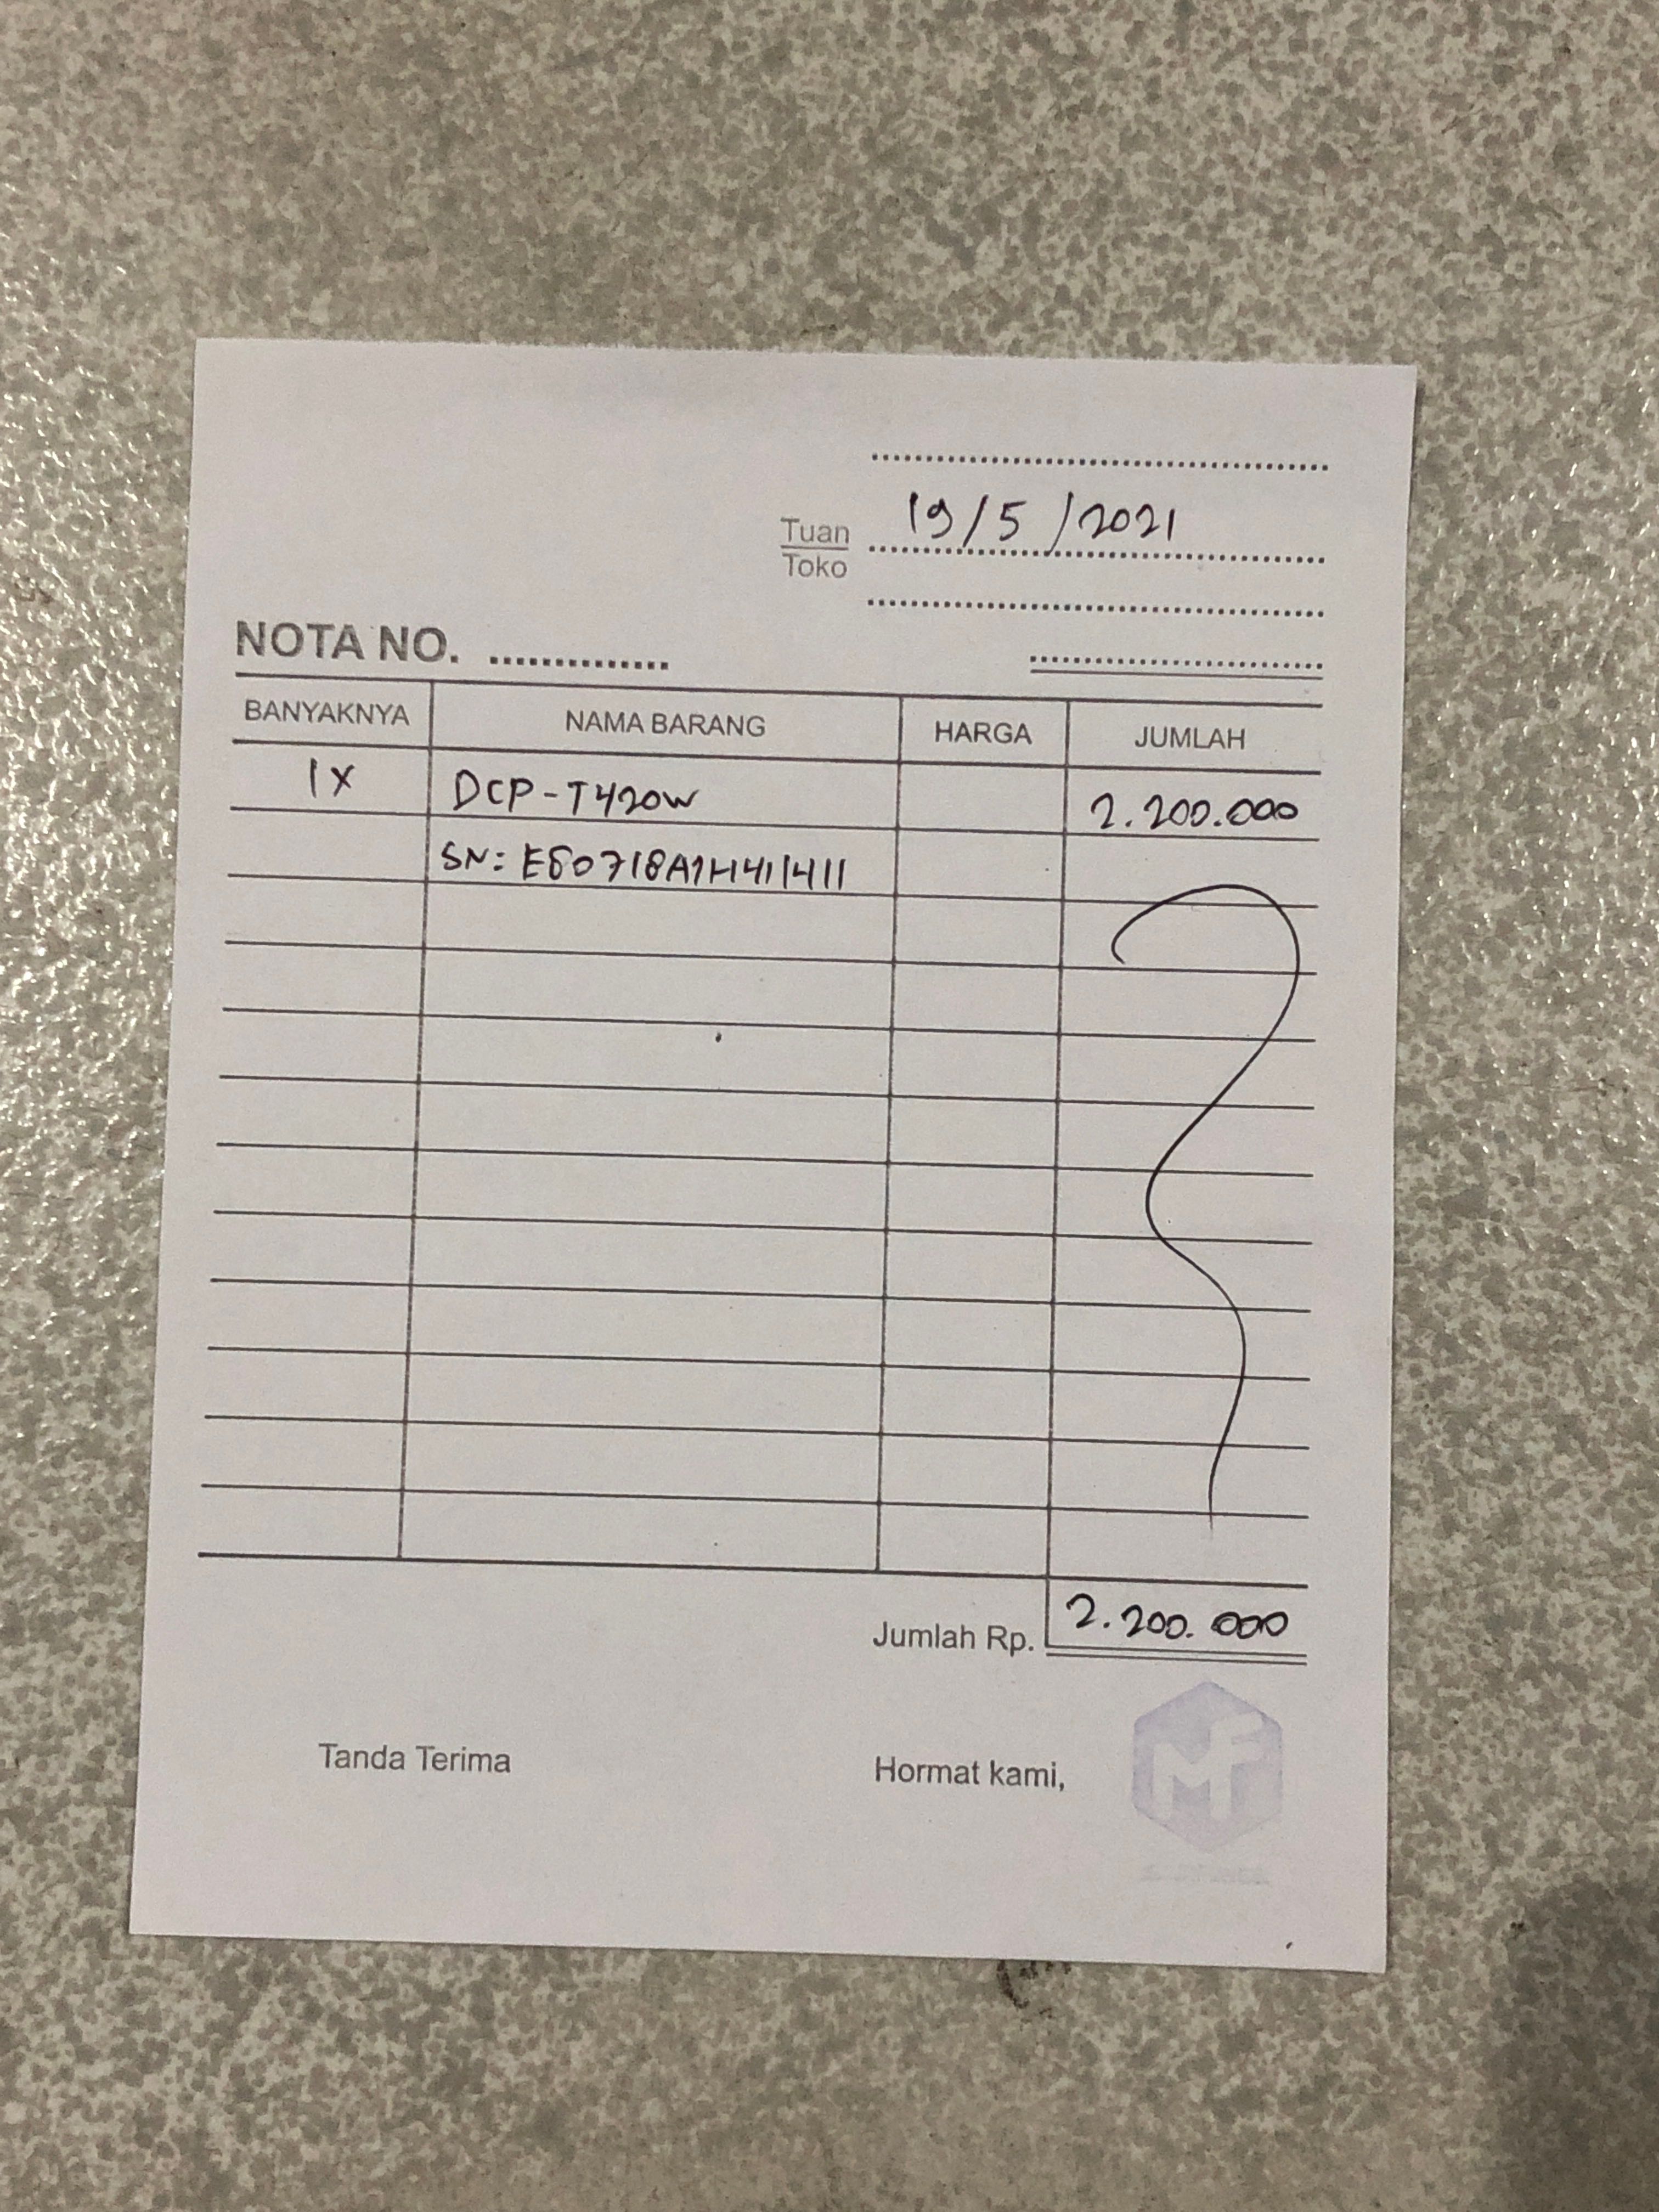 19/5/2021
Tuan
Toko
NOTA NO.
BANYAKNYA NAMA BARANG HARGA JUMLAH
1X DCP-T420W 2.200.000
SN: E80718A1H411411
Jumlah Rp. 2.200.000
Tanda Terima Hormat kami,
MF